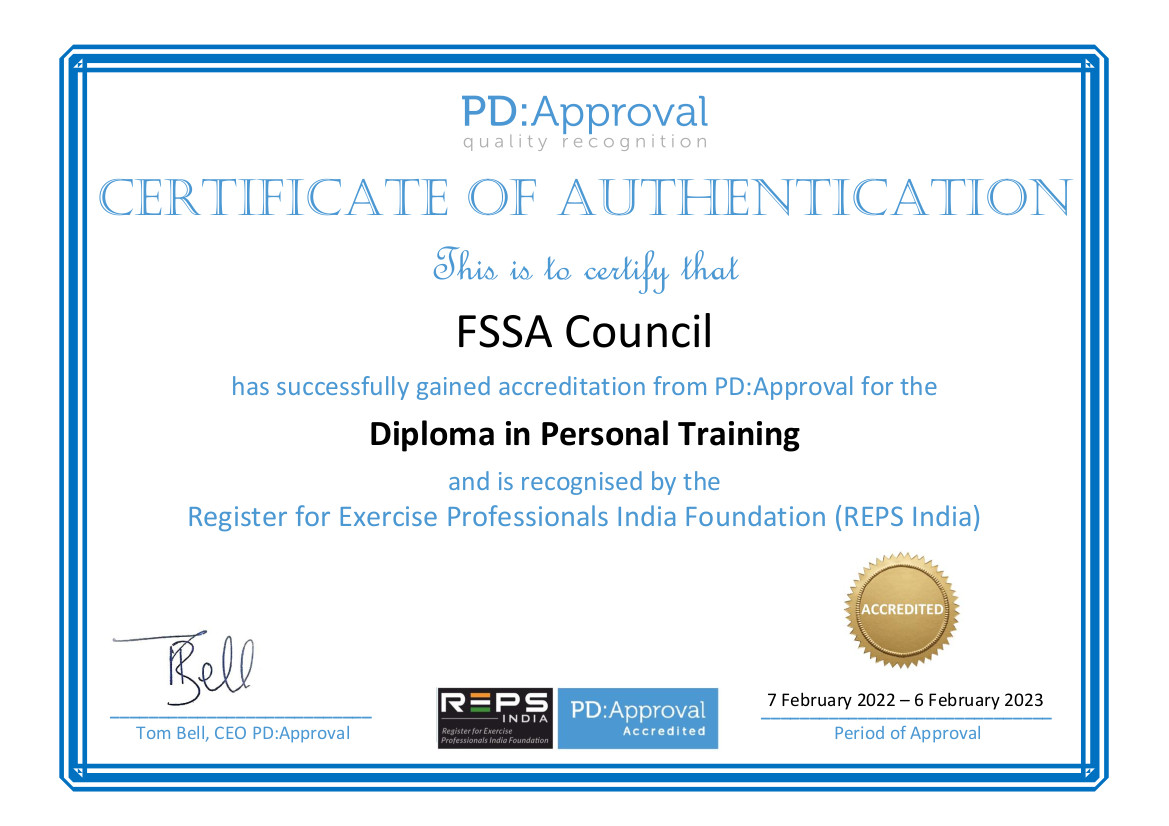 PD:Approval
quality recognition
CERTIFICATE OF AUTHENTICATION
This is to certify that
FSSA Council
has successfully gained accreditation from PD:Approval for the
Diploma in Personal Training
and is recognised by the
Register for Exercise Professionals India Foundation (REPS India)
ACCREDITED
TBell
REPS
INDIA
Register for Exercise
Professionals India Foundation
PD:Approval
Accredited
7 February 2022 – 6 February 2023
Tom Bell, CEO PD:Approval
Period of Approval